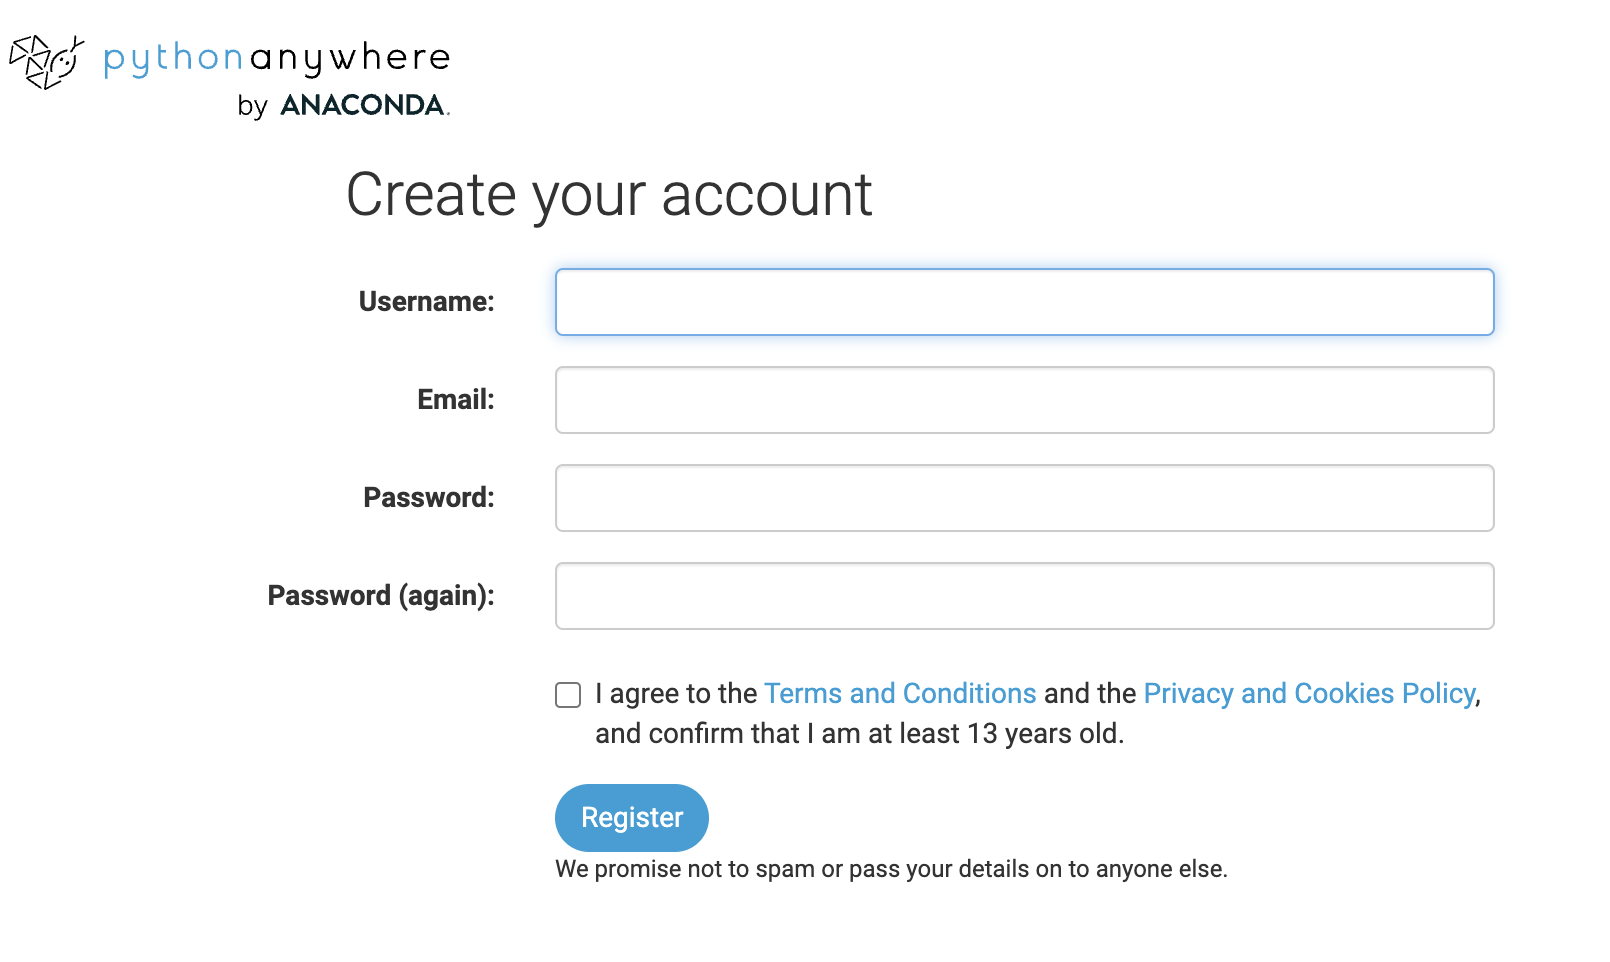 pythonanywhere
by ANACONDA.
Create your account
Username:
Email:
Password:
Password (again):
I agree to the Terms and Conditions and the Privacy and Cookies Policy,
and confirm that I am at least 13 years old.
Register
We promise not to spam or pass your details on to anyone else.